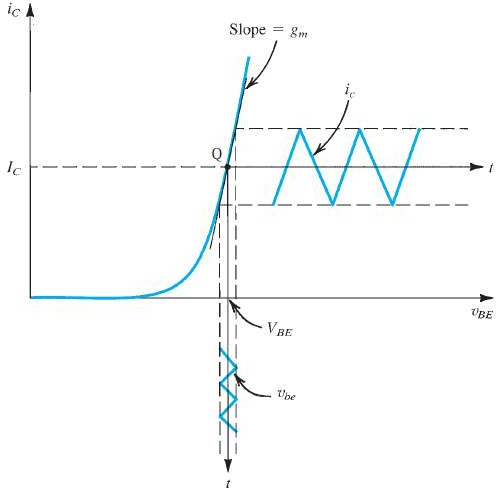 i_C
Slope = g_m
i_c
Q
I_C
t
v_BE
V_BE
v_be
t